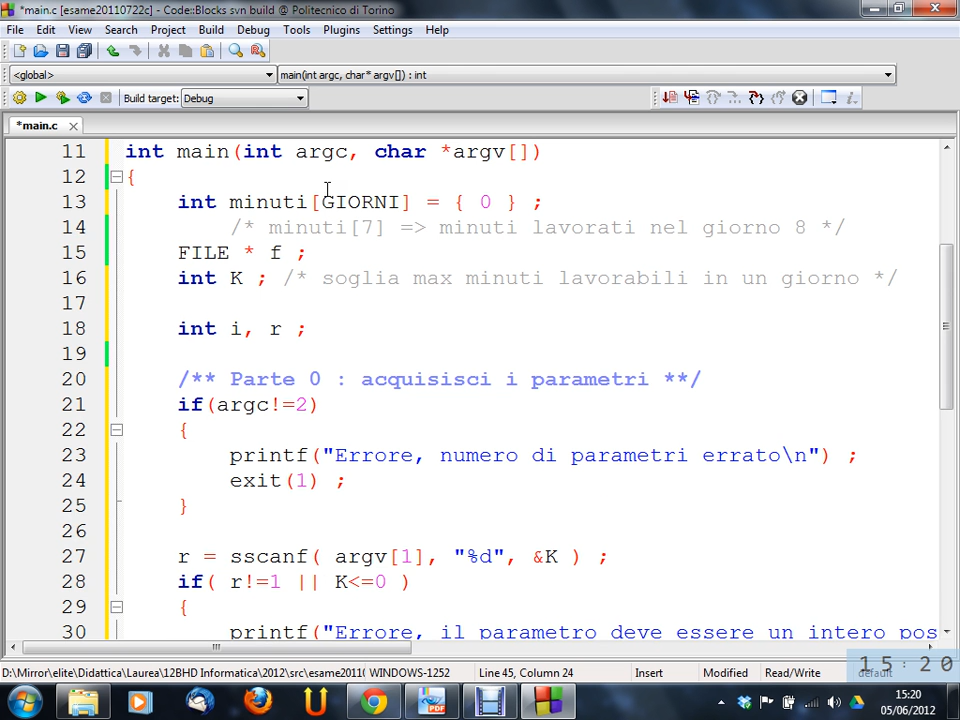 *main.c [esame20110722c] - Code::Blocks svn build @ Politecnico di Torino
File Edit View Search Project Build Debug Tools Plugins Settings Help
<global> main(int argc, char* argv[]) : int
Build target: Debug
*main.c
11 int main(int argc, char *argv[])
12 {
13 int minuti[GIORNI] = { 0 } ;
14 /* minuti[7] => minuti lavorati nel giorno 8 */
15 FILE * f ;
16 int K ; /* soglia max minuti lavorabili in un giorno */
17
18 int i, r ;
19
20 /** Parte 0 : acquisisci i parametri **/
21 if(argc!=2)
22 {
23 printf("Errore, numero di parametri errato\n") ;
24 exit(1) ;
25 }
26
27 r = sscanf( argv[1], "%d", &K ) ;
28 if( r!=1 || K<=0 )
29 {
30 printf("Errore, il parametro deve essere un intero pos
D:\Mirror\elite\Didattica\Laurea\12BHD Informatica\2012\src\esame2011( WINDOWS-1252 Line 45, Column 24 Insert Modified Read/Write default
15:20
PDF
15:20
05/06/2012